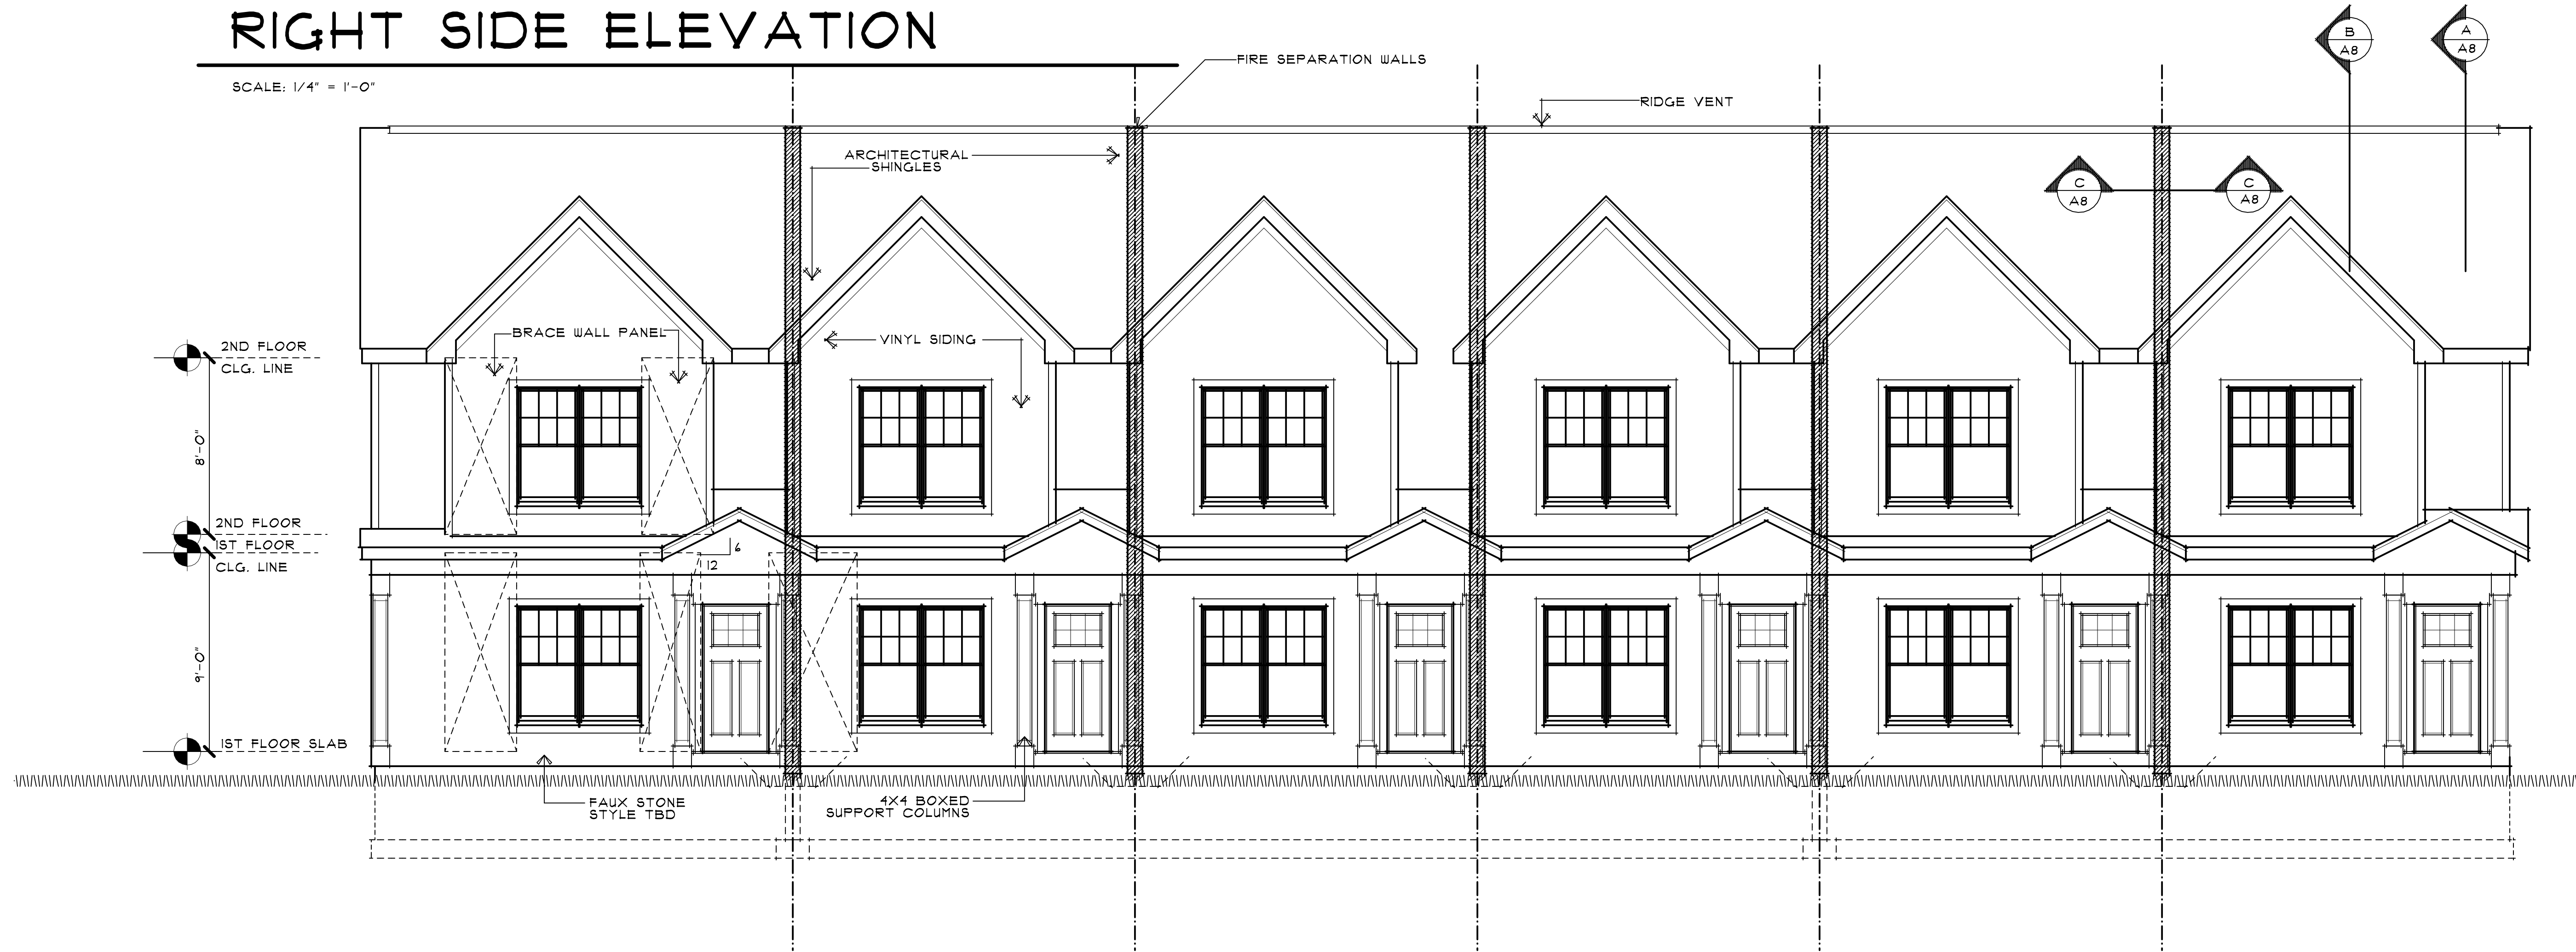 RIGHT SIDE ELEVATION
SCALE: 1/4" = 1'-0"
FIRE SEPARATION WALLS
RIDGE VENT
B
A8
A
A8
ARCHITECTURAL
SHINGLES
C
A8
C
A8
BRACE WALL PANEL
VINYL SIDING
2ND FLOOR
CLG. LINE
8'-0"
2ND FLOOR
1ST FLOOR
CLG. LINE
6
12
9'-0"
1ST FLOOR SLAB
FAUX STONE
STYLE TBD
4X4 BOXED
SUPPORT COLUMNS